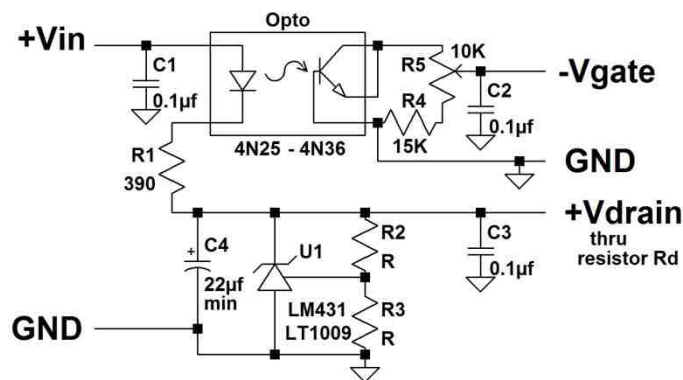 Opto
+Vin
C1
0.1µf
10K
R5
-Vgate
R4
C2
0.1µf
15K
4N25 - 4N36
R1
390
GND
+Vdrain
thru
resistor Rd
C4
+
22µf
min
U1
R2
R
C3
0.1µf
LM431
LT1009
R3
R
GND